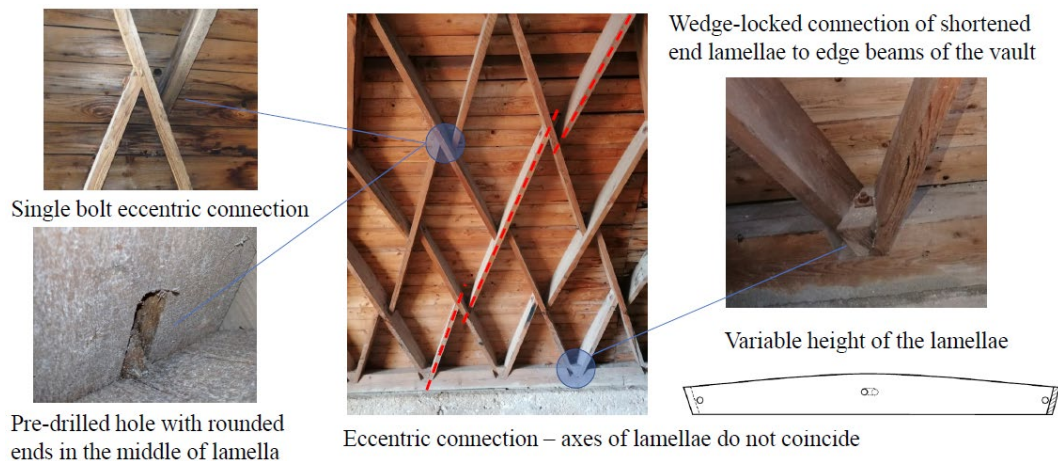 Single bolt eccentric connection
Pre-drilled hole with rounded
ends in the middle of lamella
Eccentric connection – axes of lamellae do not coincide
Wedge-locked connection of shortened
end lamellae to edge beams of the vault
Variable height of the lamellae